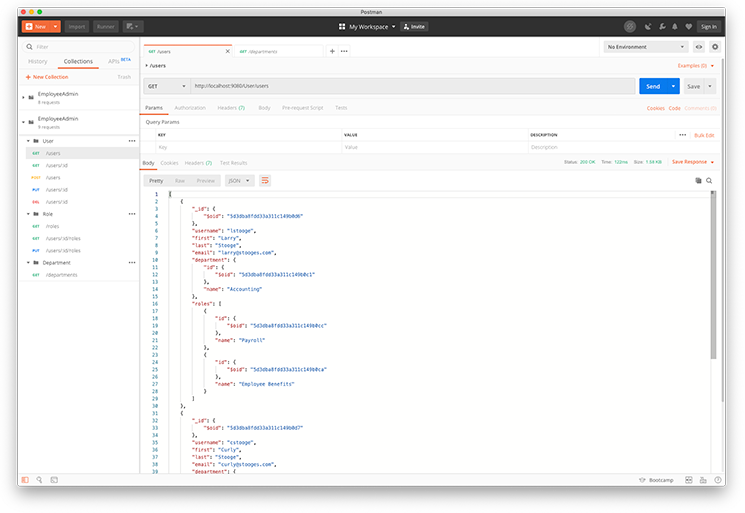 Postman
New
Import
Runner
My Workspace
Invite
Sign In
Filter
History
Collections
APIs BETA
+ New Collection
Trash
EmployeeAdmin
8 requests
EmployeeAdmin
9 requests
User
GET /users
GET /users/:id
POST /users
PUT /users/:id
DEL /users/:id
Role
GET /roles
GET /users/:id/roles
PUT /users/:id/roles
Department
GET /departments
GET /users
GET /departments
No Environment
/users
Examples (0)
GET
http://localhost:9080/User/users
Send
Save
Params
Authorization
Headers (7)
Body
Pre-request Script
Tests
Cookies
Code
Comments (0)
Query Params
KEY
VALUE
DESCRIPTION
Bulk Edit
Key
Value
Description
Body
Cookies
Headers (7)
Test Results
Status: 200 OK
Time: 122ms
Size: 1.58 KB
Save Response
Pretty
Raw
Preview
JSON
1 [
2 {
3 "_id": {
4 "$oid": "5d3dba8fdd33a311c149b0d6"
5 },
6 "username": "lstooge",
7 "first": "Larry",
8 "last": "Stooge",
9 "email": "larry@stooges.com",
10 "department": {
11 "id": {
12 "$oid": "5d3dba8fdd33a311c149b0c1"
13 },
14 "name": "Accounting"
15 },
16 "roles": [
17 {
18 "id": {
19 "$oid": "5d3dba8fdd33a311c149b0cc"
20 },
21 "name": "Payroll"
22 },
23 {
24 "id": {
25 "$oid": "5d3dba8fdd33a311c149b0ca"
26 },
27 "name": "Employee Benefits"
28 }
29 ]
30 },
31 {
32 "_id": {
33 "$oid": "5d3dba8fdd33a311c149b0d7"
34 },
35 "username": "cstooge",
36 "first": "Curly",
37 "last": "Stooge",
38 "email": "curly@stooges.com",
39 "department": {
Bootcamp